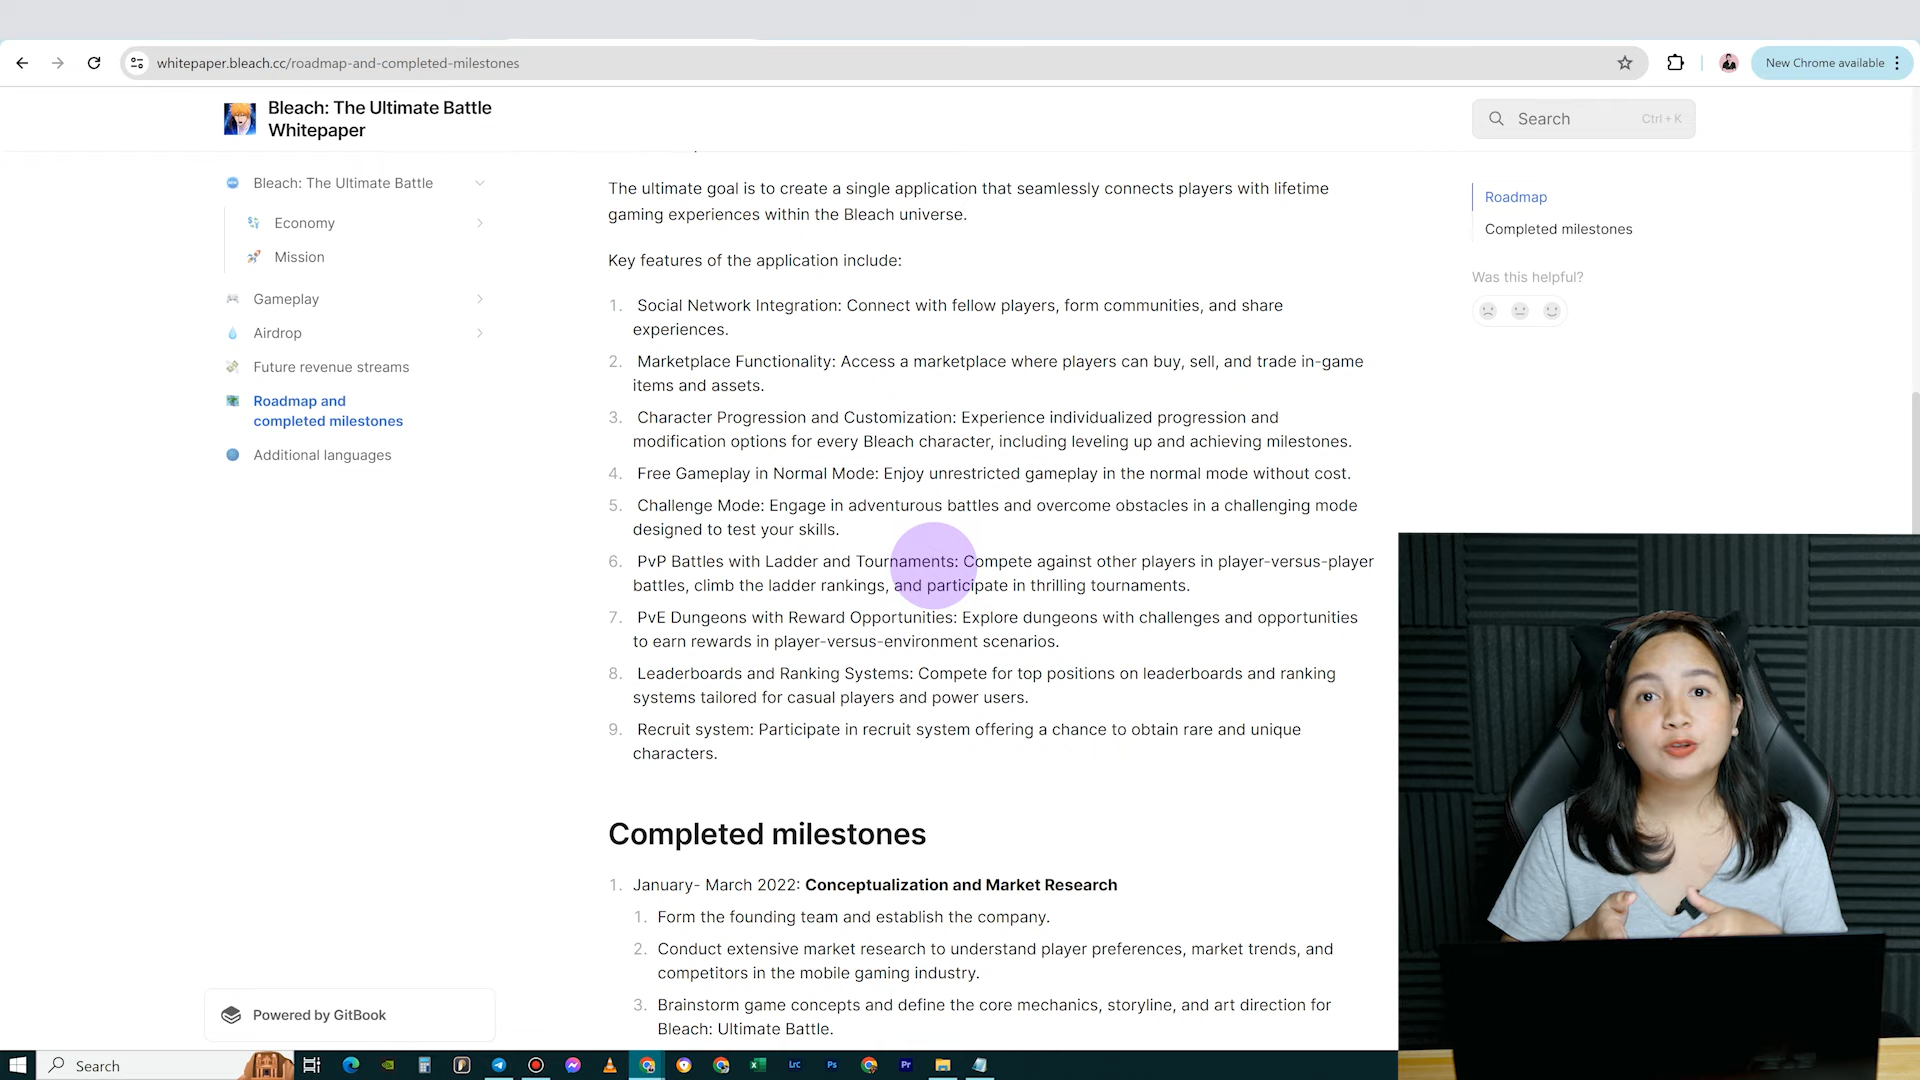 whitepaper.bleach.cc/roadmap-and-completed-milestones
New Chrome available
Bleach: The Ultimate Battle
Whitepaper
Search
Ctrl + K
Bleach: The Ultimate Battle
Economy
Mission
Gameplay
Airdrop
Future revenue streams
Roadmap and
completed milestones
Additional languages
Powered by GitBook
The ultimate goal is to create a single application that seamlessly connects players with lifetime
gaming experiences within the Bleach universe.
Key features of the application include:
1. Social Network Integration: Connect with fellow players, form communities, and share
experiences.
2. Marketplace Functionality: Access a marketplace where players can buy, sell, and trade in-game
items and assets.
3. Character Progression and Customization: Experience individualized progression and
modification options for every Bleach character, including leveling up and achieving milestones.
4. Free Gameplay in Normal Mode: Enjoy unrestricted gameplay in the normal mode without cost.
5. Challenge Mode: Engage in adventurous battles and overcome obstacles in a challenging mode
designed to test your skills.
6. PvP Battles with Ladder and Tournaments: Compete against other players in player-versus-player
battles, climb the ladder rankings, and participate in thrilling tournaments.
7. PvE Dungeons with Reward Opportunities: Explore dungeons with challenges and opportunities
to earn rewards in player-versus-environment scenarios.
8. Leaderboards and Ranking Systems: Compete for top positions on leaderboards and ranking
systems tailored for casual players and power users.
9. Recruit system: Participate in recruit system offering a chance to obtain rare and unique
characters.
Completed milestones
1. January- March 2022: Conceptualization and Market Research
1. Form the founding team and establish the company.
2. Conduct extensive market research to understand player preferences, market trends, and
competitors in the mobile gaming industry.
3. Brainstorm game concepts and define the core mechanics, storyline, and art direction for
Bleach: Ultimate Battle.
Roadmap
Completed milestones
Was this helpful?
Search
LrC
Ps
Pr